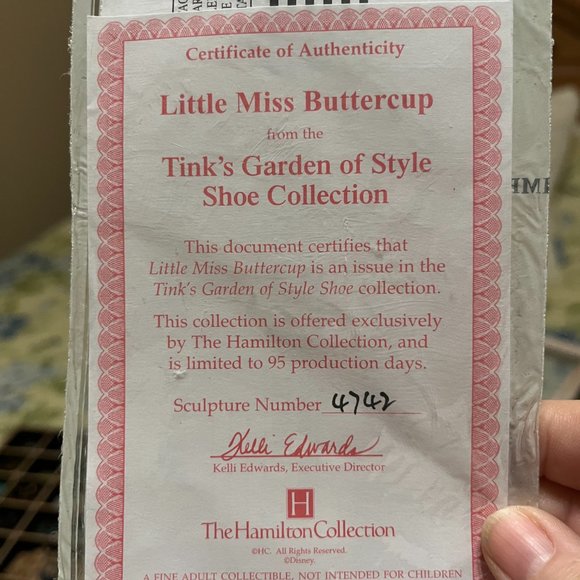 Certificate of Authenticity
Little Miss Buttercup
from the
Tink's Garden of Style
Shoe Collection
This document certifies that
Little Miss Buttercup is an issue in the
Tink's Garden of Style Shoe collection.
This collection is offered exclusively
by The Hamilton Collection, and
is limited to 95 production days.
Sculpture Number 4742
Kelli Edwards
Kelli Edwards, Executive Director
H
The Hamilton Collection
©HC. All Rights Reserved.
©Disney.
A FINE ADULT COLLECTIBLE, NOT INTENDED FOR CHILDREN